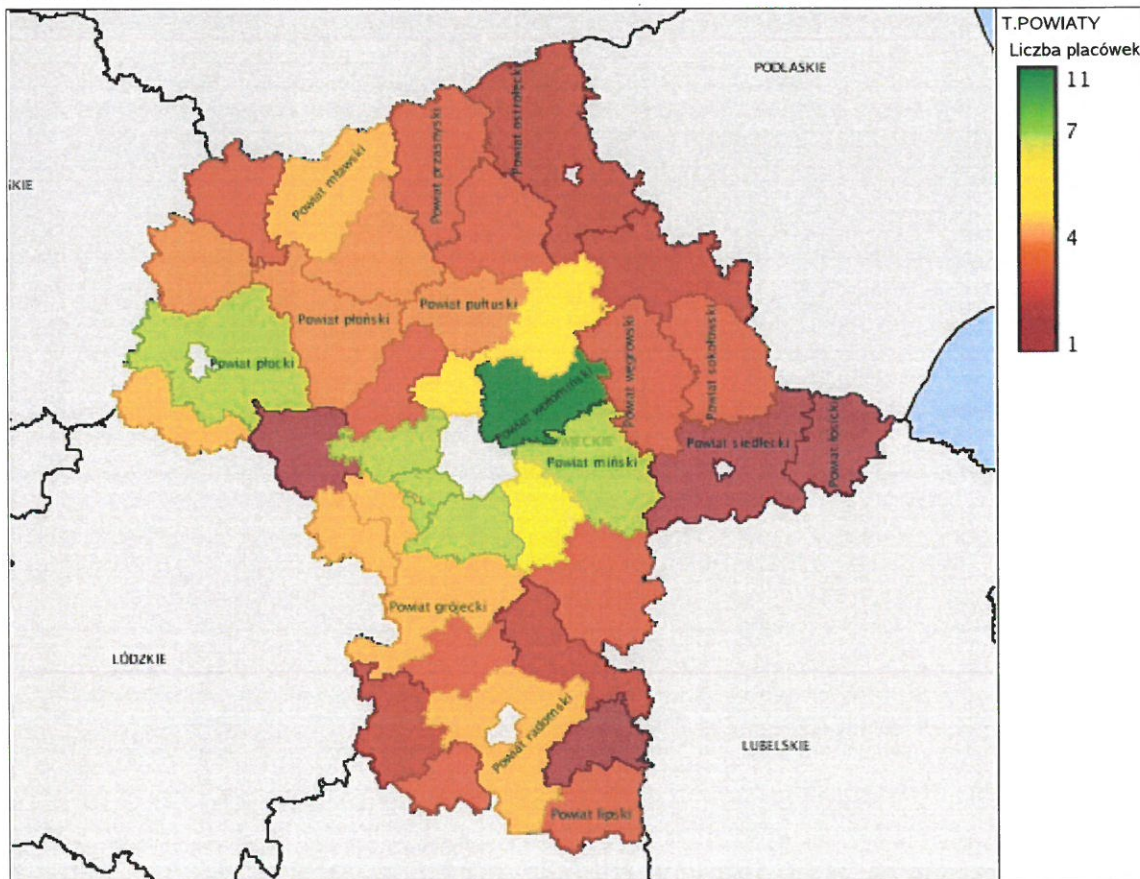 T.POWIATY
Liczba placówek
11
7
4
1
PODLASKIE
Powiat ostrołęcki
Powiat przasnyski
Powiat mławski
SKIE
Powiat pułtuski
Powiat płoński
Powiat węgrowski
Powiat sokołowski
Powiat płocki
Powiat wołomiński
WIECKIE
Powiat siedlecki
Powiat łosicki
Powiat miński
Powiat grójecki
ŁÓDZKIE
Powiat radomski
LUBELSKIE
Powiat lipski